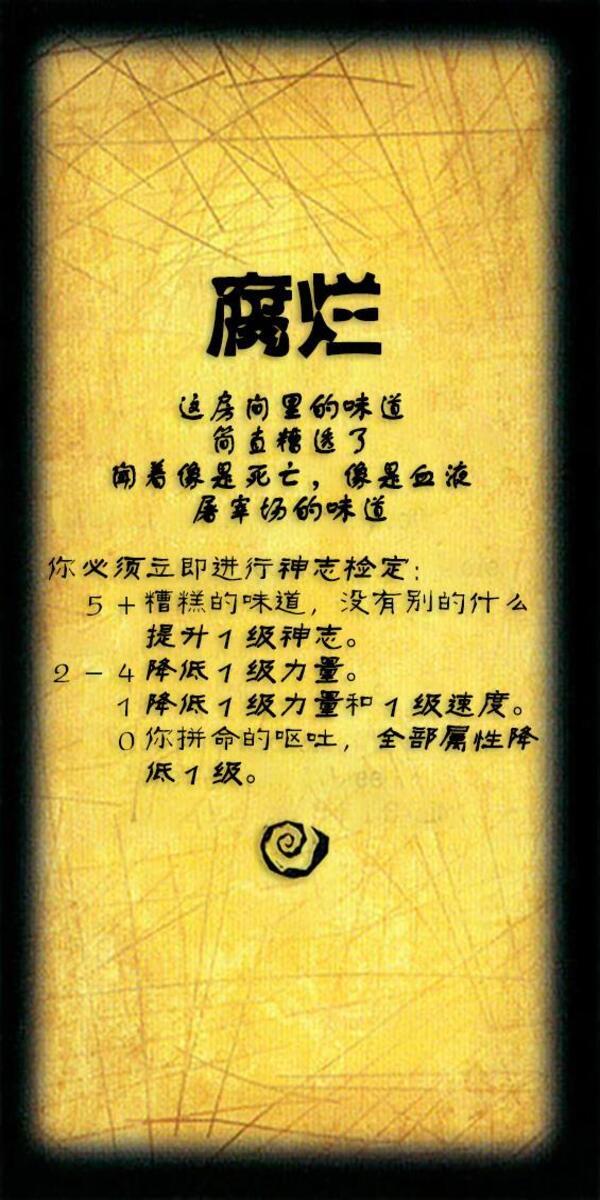 腐烂
这房间里的味道
简直糟透了
闻着像是死亡，像是血液
屠宰场的味道
你必须立即进行神志检定：
5+糟糕的味道，没有别的什么
提升1级神志。
2-4降低1级力量。
1降低1级力量和1级速度。
0你拼命的呕吐，全部属性降
低1级。